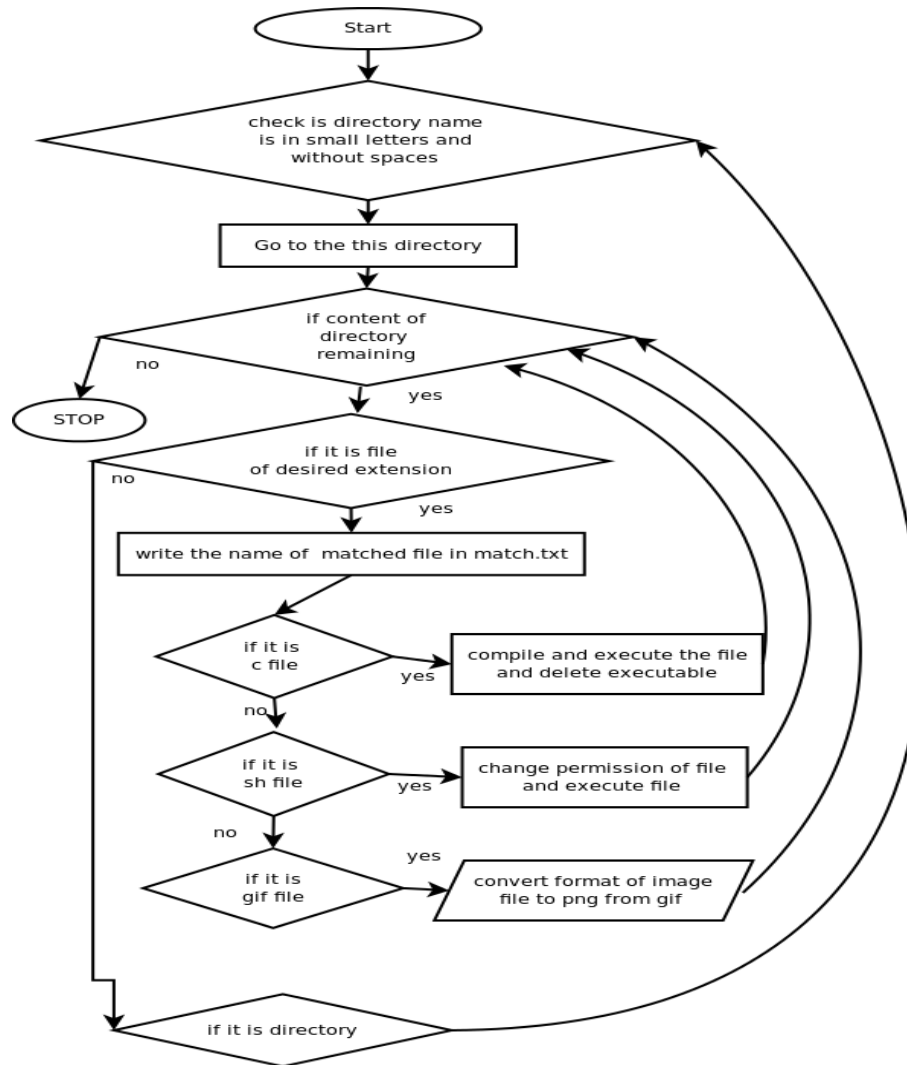 Start
check is directory name
is in small letters and
without spaces
Go to the this directory
if content of
directory
remaining
no
yes
STOP
if it is file
of desired extension
no
yes
write the name of  matched file in match.txt
if it is
c file
yes
compile and execute the file
and delete executable
no
if it is
sh file
yes
change permission of file
and execute file
no
if it is
gif file
yes
convert format of image
file to png from gif
if it is directory